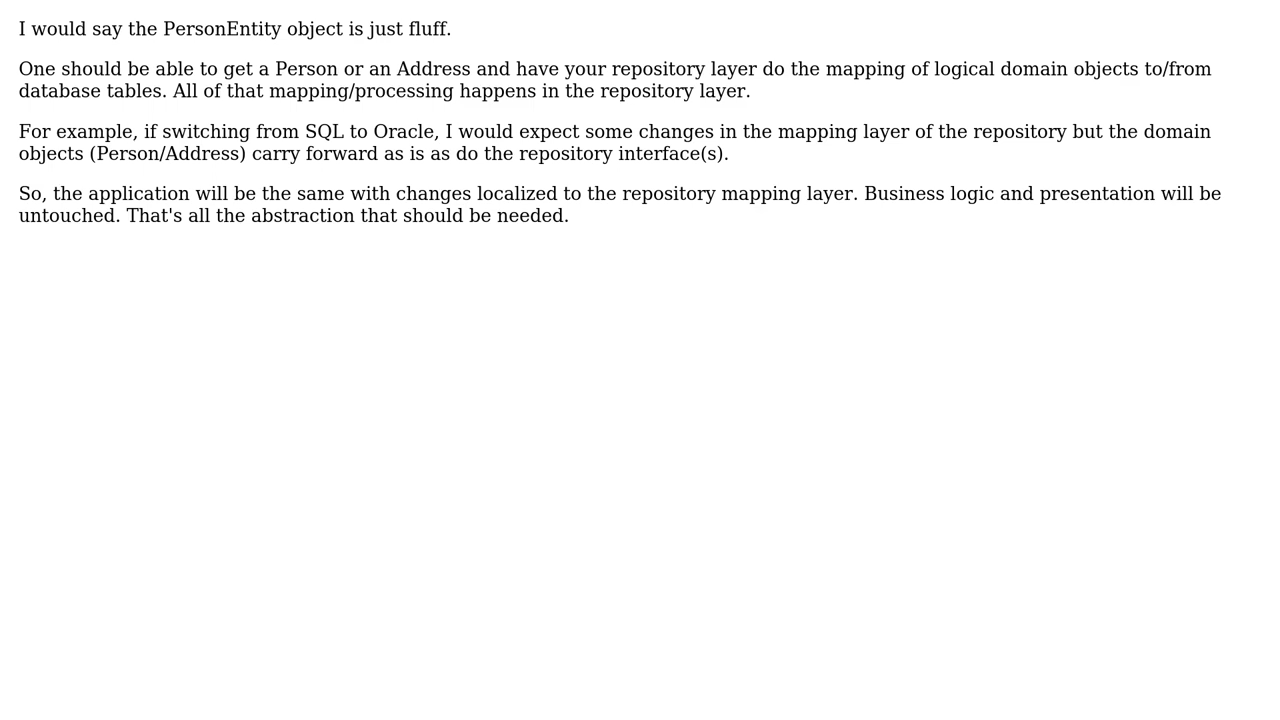 I would say the PersonEntity object is just fluff.
One should be able to get a Person or an Address and have your repository layer do the mapping of logical domain objects to/from
database tables. All of that mapping/processing happens in the repository layer.
For example, if switching from SQL to Oracle, I would expect some changes in the mapping layer of the repository but the domain
objects (Person/Address) carry forward as is as do the repository interface(s).
So, the application will be the same with changes localized to the repository mapping layer. Business logic and presentation will be
untouched. That's all the abstraction that should be needed.